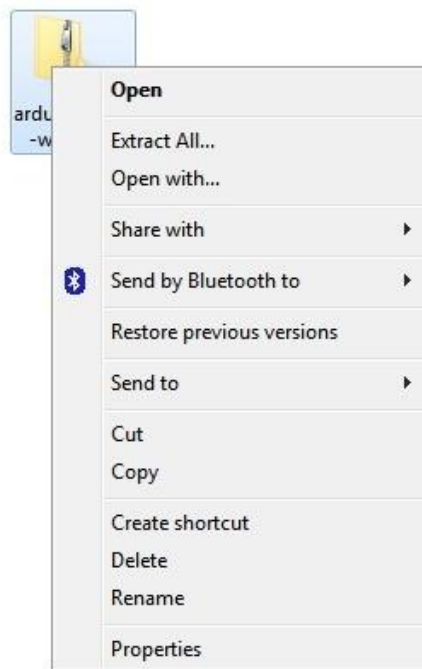 ardu
-w
Open
Extract All...
Open with...
Share with
Send by Bluetooth to
Restore previous versions
Send to
Cut
Copy
Create shortcut
Delete
Rename
Properties